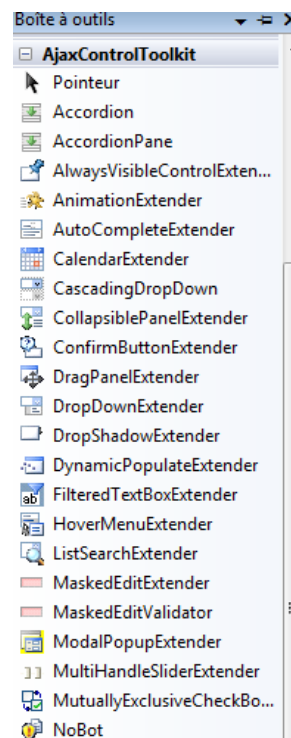 Boîte à outils
AjaxControlToolkit
Pointeur
Accordion
AccordionPane
AlwaysVisibleControlExten...
AnimationExtender
AutoCompleteExtender
CalendarExtender
CascadingDropDown
CollapsiblePanelExtender
ConfirmButtonExtender
DragPanelExtender
DropDownExtender
DropShadowExtender
DynamicPopulateExtender
FilteredTextBoxExtender
HoverMenuExtender
ListSearchExtender
MaskedEditExtender
MaskedEditValidator
ModalPopupExtender
MultiHandleSliderExtender
MutuallyExclusiveCheckBo...
NoBot